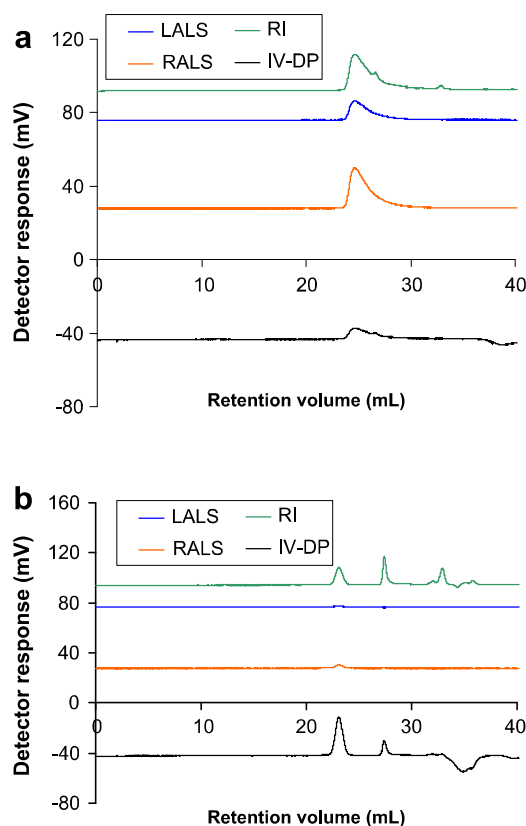 a
LALS RI
RALS IV-DP
120
80
40
0
-40
-80
0 10 20 30 40
Detector response (mV)
Retention volume (mL)
b
LALS RI
RALS IV-DP
160
120
80
40
0
-40
-80
0 10 20 30 40
Detector response (mV)
Retention volume (mL)